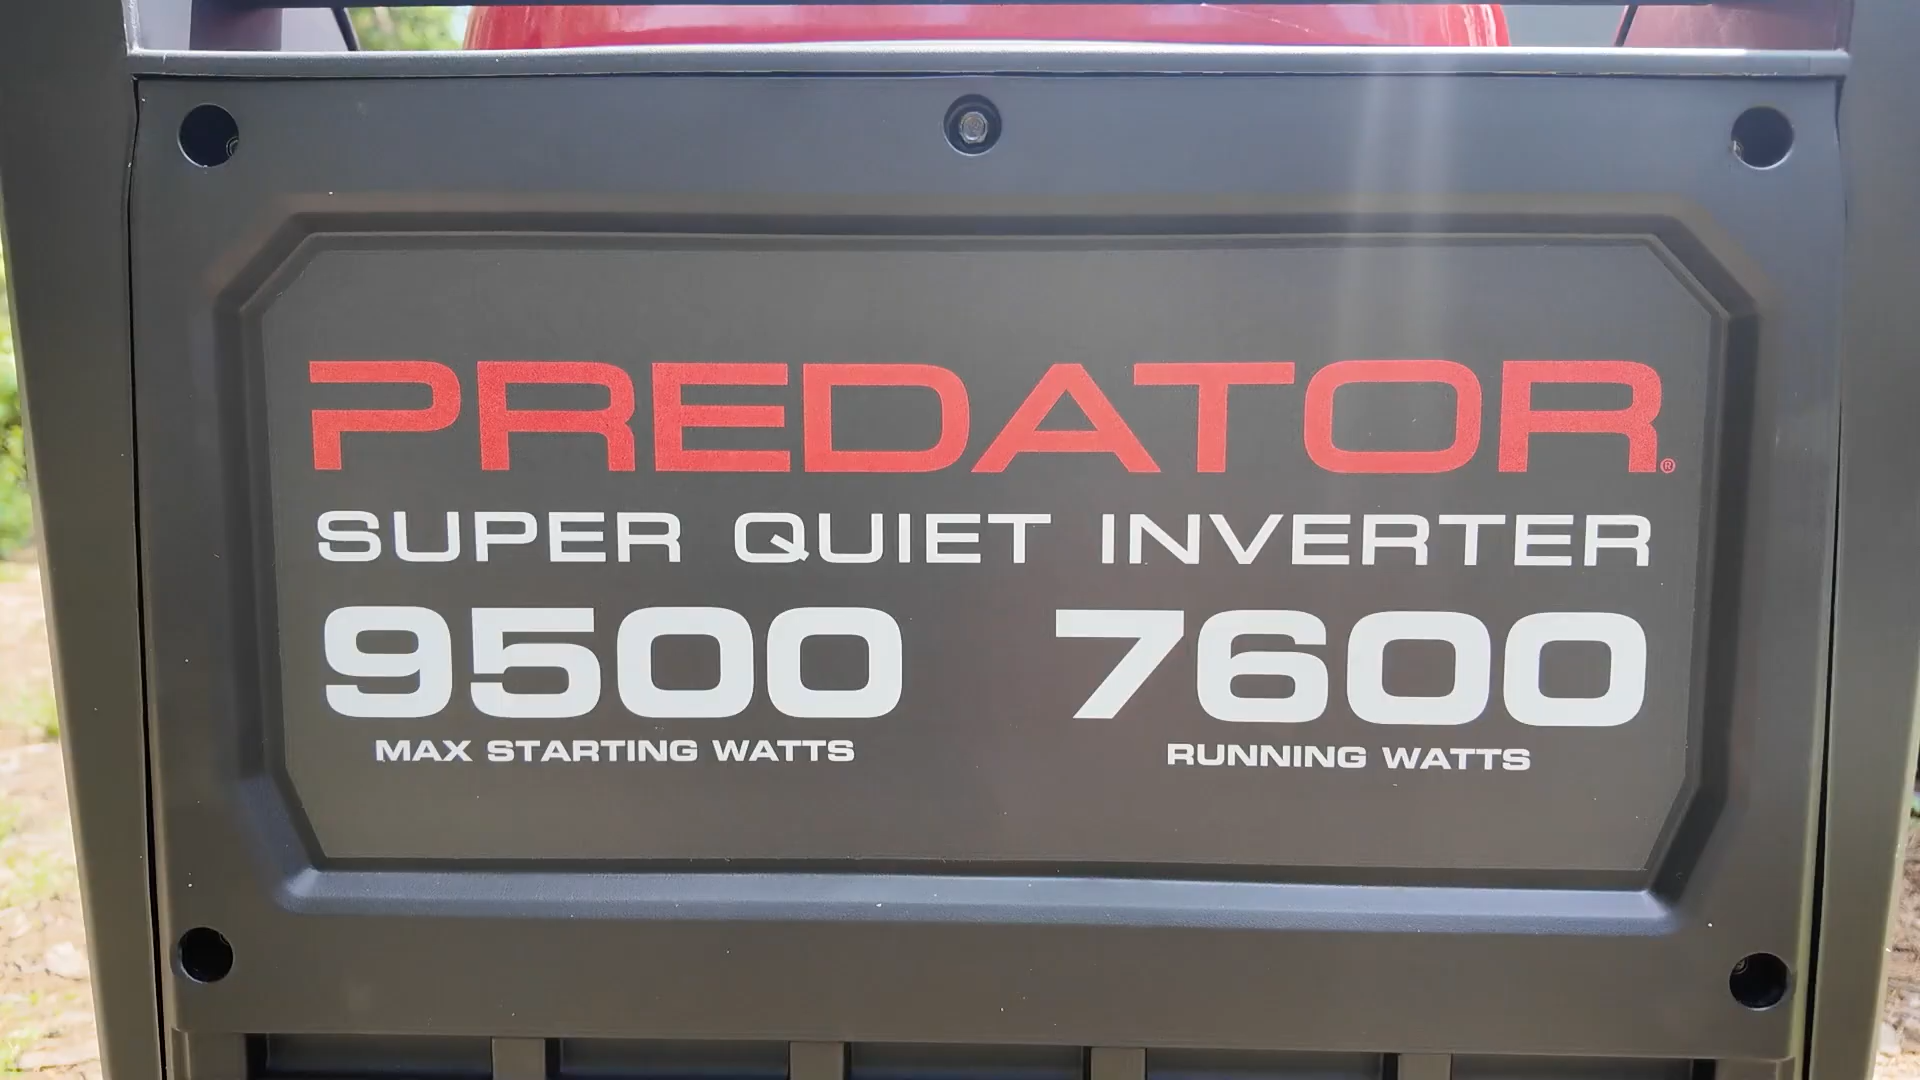 PREDATOR®
SUPER QUIET INVERTER
9500 7600
MAX STARTING WATTS RUNNING WATTS